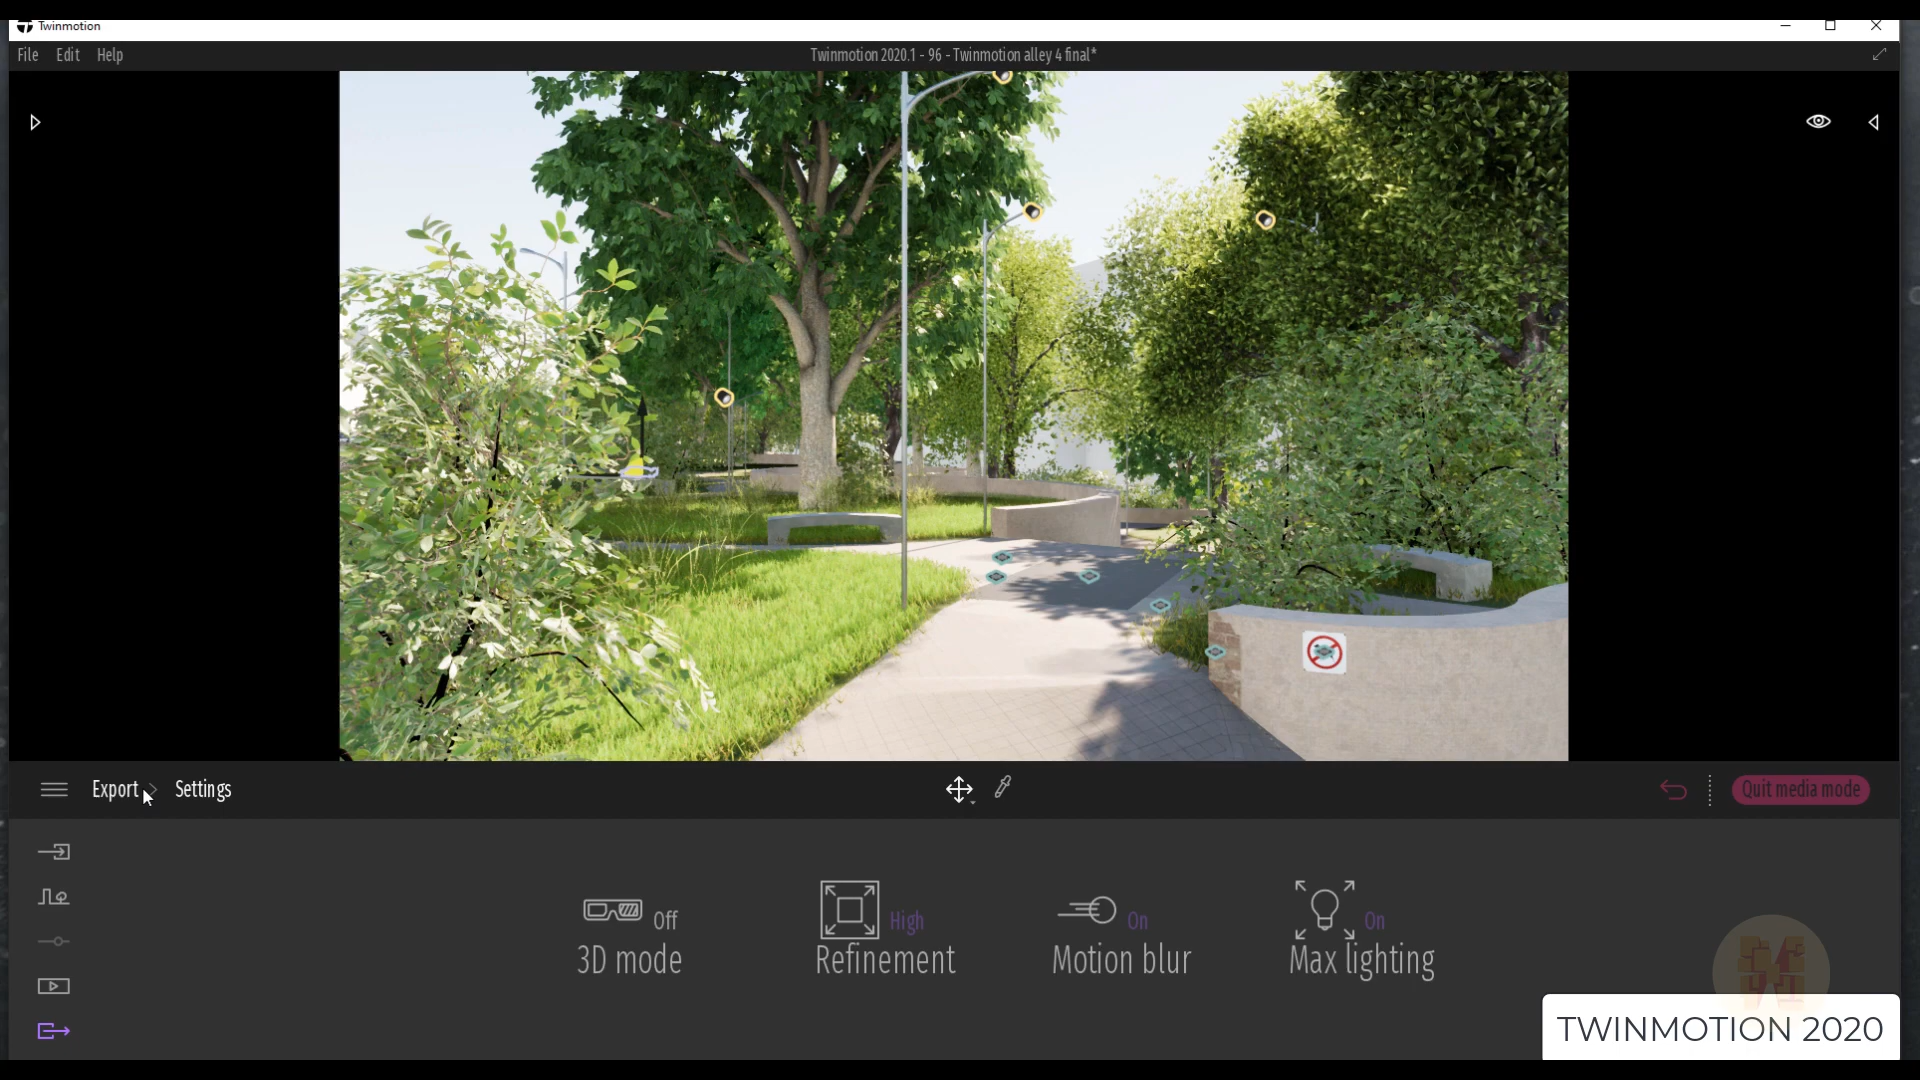 Twinmotion
File Edit Help
Twinmotion 2020.1 - 96 - Twinmotion alley 4 final*
Export
Settings
Quit media mode
Off
3D mode
High
Refinement
On
Motion blur
On
Max lighting
TWINMOTION 2020